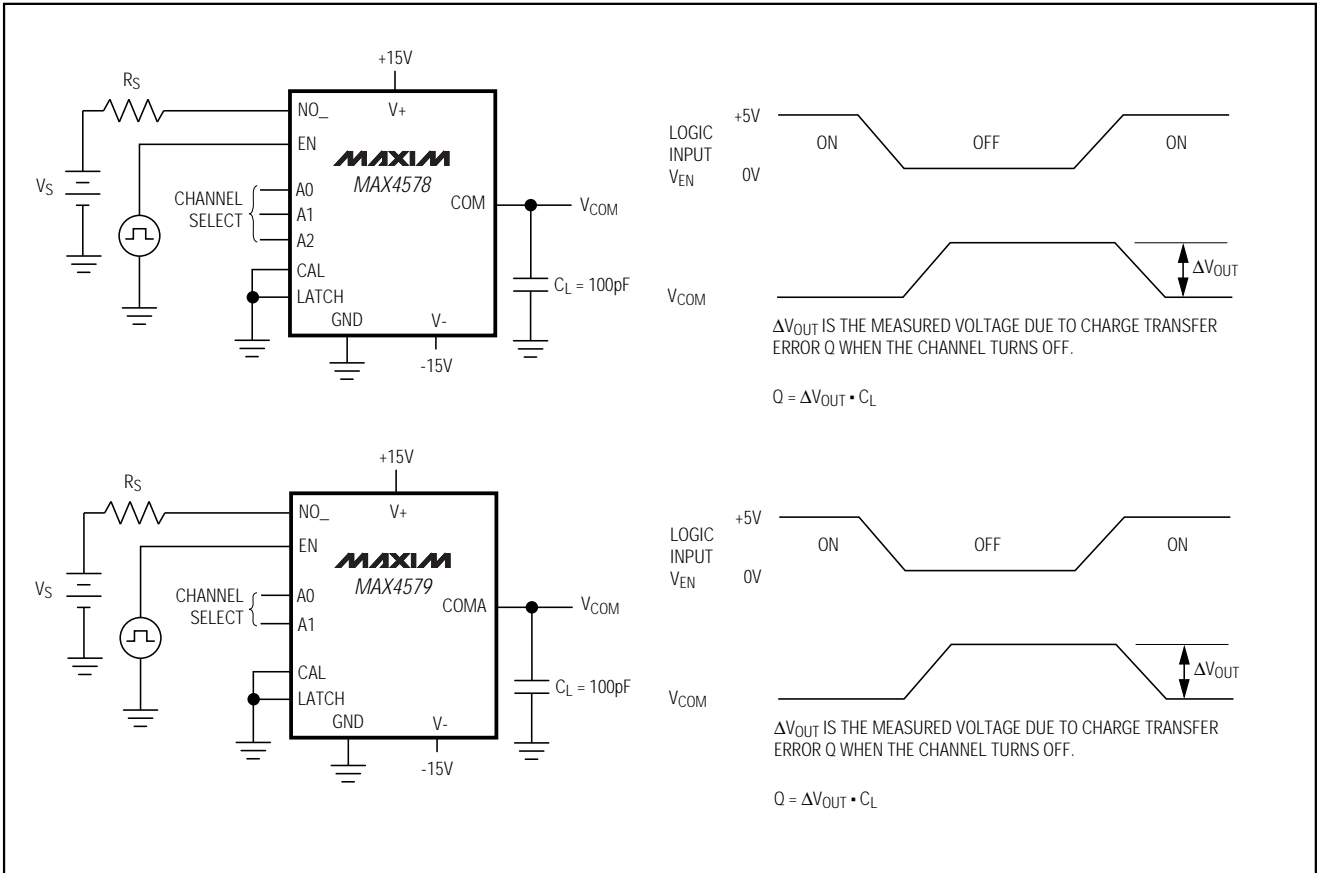 +15V
RS
NO_
V+
EN
MAXIM
MAX4578
VS
CHANNEL
SELECT
A0
A1
A2
COM
VCOM
CAL
LATCH
CL = 100pF
GND
V-
-15V
LOGIC
INPUT
VEN
+5V
0V
ON
OFF
ON
VCOM
ΔVOUT
ΔVOUT IS THE MEASURED VOLTAGE DUE TO CHARGE TRANSFER
ERROR Q WHEN THE CHANNEL TURNS OFF.
Q = ΔVOUT ▪ CL
+15V
RS
NO_
V+
EN
MAXIM
MAX4579
VS
CHANNEL
SELECT
A0
A1
COMA
VCOM
CAL
LATCH
CL = 100pF
GND
V-
-15V
LOGIC
INPUT
VEN
+5V
0V
ON
OFF
ON
VCOM
ΔVOUT
ΔVOUT IS THE MEASURED VOLTAGE DUE TO CHARGE TRANSFER
ERROR Q WHEN THE CHANNEL TURNS OFF.
Q = ΔVOUT ▪ CL